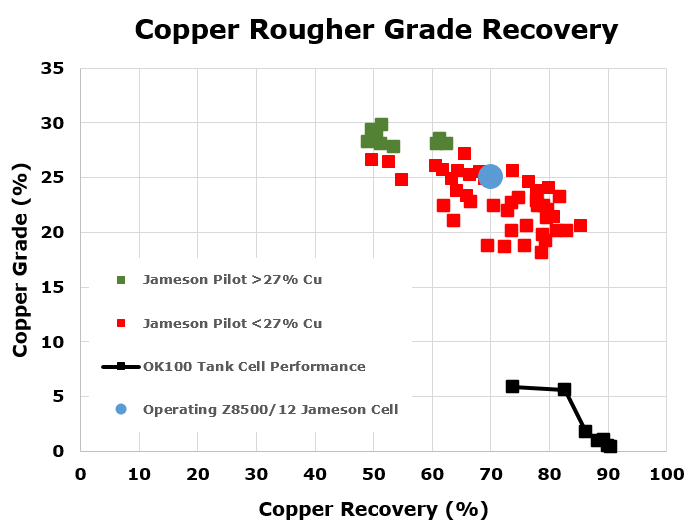 Copper Rougher Grade Recovery
35
30
25
20
15
10
5
0
Copper Grade (%)
Jameson Pilot >27% Cu
Jameson Pilot <27% Cu
OK100 Tank Cell Performance
Operating Z8500/12 Jameson Cell
0 10 20 30 40 50 60 70 80 90 100
Copper Recovery (%)